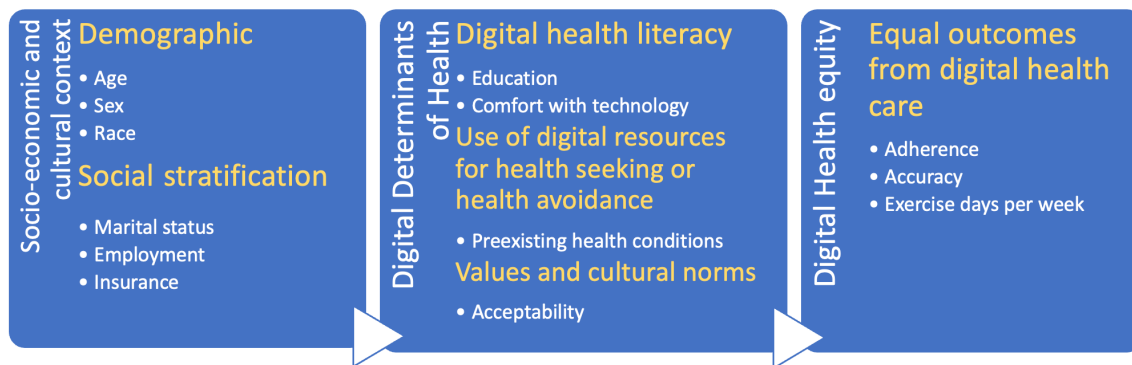 Socio-economic and
cultural context
Demographic
• Age
• Sex
• Race
Social stratification
• Marital status
• Employment
• Insurance
Digital Determinants
of Health
Digital health literacy
• Education
• Comfort with technology
Use of digital resources
for health seeking or
health avoidance
• Preexisting health conditions
Values and cultural norms
• Acceptability
Digital Health equity
Equal outcomes
from digital health
care
• Adherence
• Accuracy
• Exercise days per week